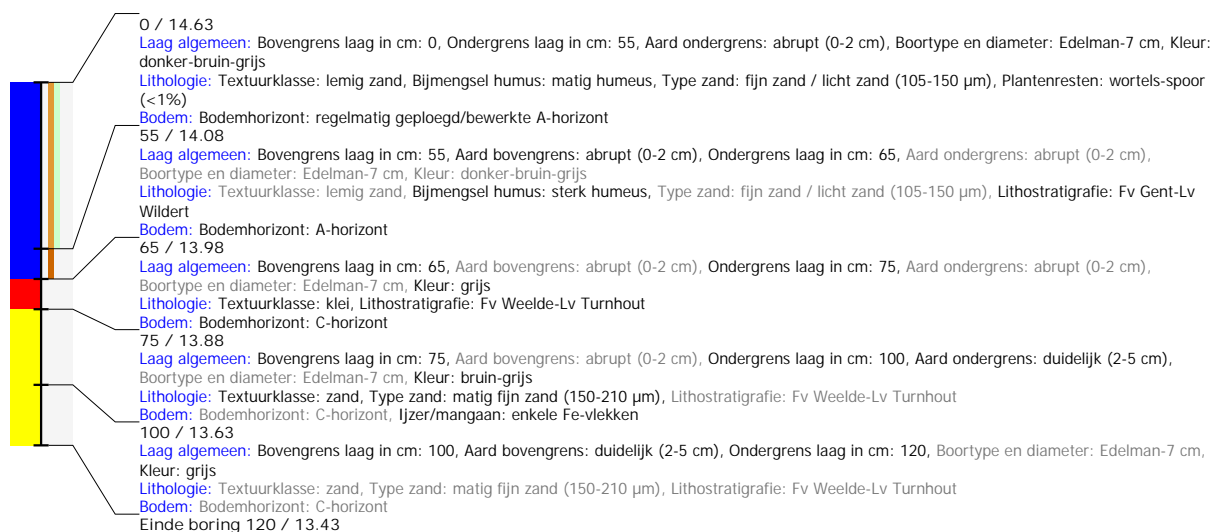 0 / 14.63
Laag algemeen: Bovengrens laag in cm: 0, Ondergrens laag in cm: 55, Aard ondergrens: abrupt (0-2 cm), Boortype en diameter: Edelman-7 cm, Kleur:
donker-bruin-grijs
Lithologie: Textuurklasse: lemig zand, Bijmengsel humus: matig humeus, Type zand: fijn zand / licht zand (105-150 µm), Plantenresten: wortels-spoor
(<1%)
Bodem: Bodemhorizont: regelmatig geploegd/bewerkte A-horizont
55 / 14.08
Laag algemeen: Bovengrens laag in cm: 55, Aard bovengrens: abrupt (0-2 cm), Ondergrens laag in cm: 65, Aard ondergrens: abrupt (0-2 cm),
Boortype en diameter: Edelman-7 cm, Kleur: donker-bruin-grijs
Lithologie: Textuurklasse: lemig zand, Bijmengsel humus: sterk humeus, Type zand: fijn zand / licht zand (105-150 µm), Lithostratigrafie: Fv Gent-Lv
Wildert
Bodem: Bodemhorizont: A-horizont
65 / 13.98
Laag algemeen: Bovengrens laag in cm: 65, Aard bovengrens: abrupt (0-2 cm), Ondergrens laag in cm: 75, Aard ondergrens: abrupt (0-2 cm),
Boortype en diameter: Edelman-7 cm, Kleur: grijs
Lithologie: Textuurklasse: klei, Lithostratigrafie: Fv Weelde-Lv Turnhout
Bodem: Bodemhorizont: C-horizont
75 / 13.88
Laag algemeen: Bovengrens laag in cm: 75, Aard bovengrens: abrupt (0-2 cm), Ondergrens laag in cm: 100, Aard ondergrens: duidelijk (2-5 cm),
Boortype en diameter: Edelman-7 cm, Kleur: bruin-grijs
Lithologie: Textuurklasse: zand, Type zand: matig fijn zand (150-210 µm), Lithostratigrafie: Fv Weelde-Lv Turnhout
Bodem: Bodemhorizont: C-horizont, Ijzer/mangaan: enkele Fe-vlekken
100 / 13.63
Laag algemeen: Bovengrens laag in cm: 100, Aard bovengrens: duidelijk (2-5 cm), Ondergrens laag in cm: 120, Boortype en diameter: Edelman-7 cm,
Kleur: grijs
Lithologie: Textuurklasse: zand, Type zand: matig fijn zand (150-210 µm), Lithostratigrafie: Fv Weelde-Lv Turnhout
Bodem: Bodemhorizont: C-horizont
Einde boring 120 / 13.43